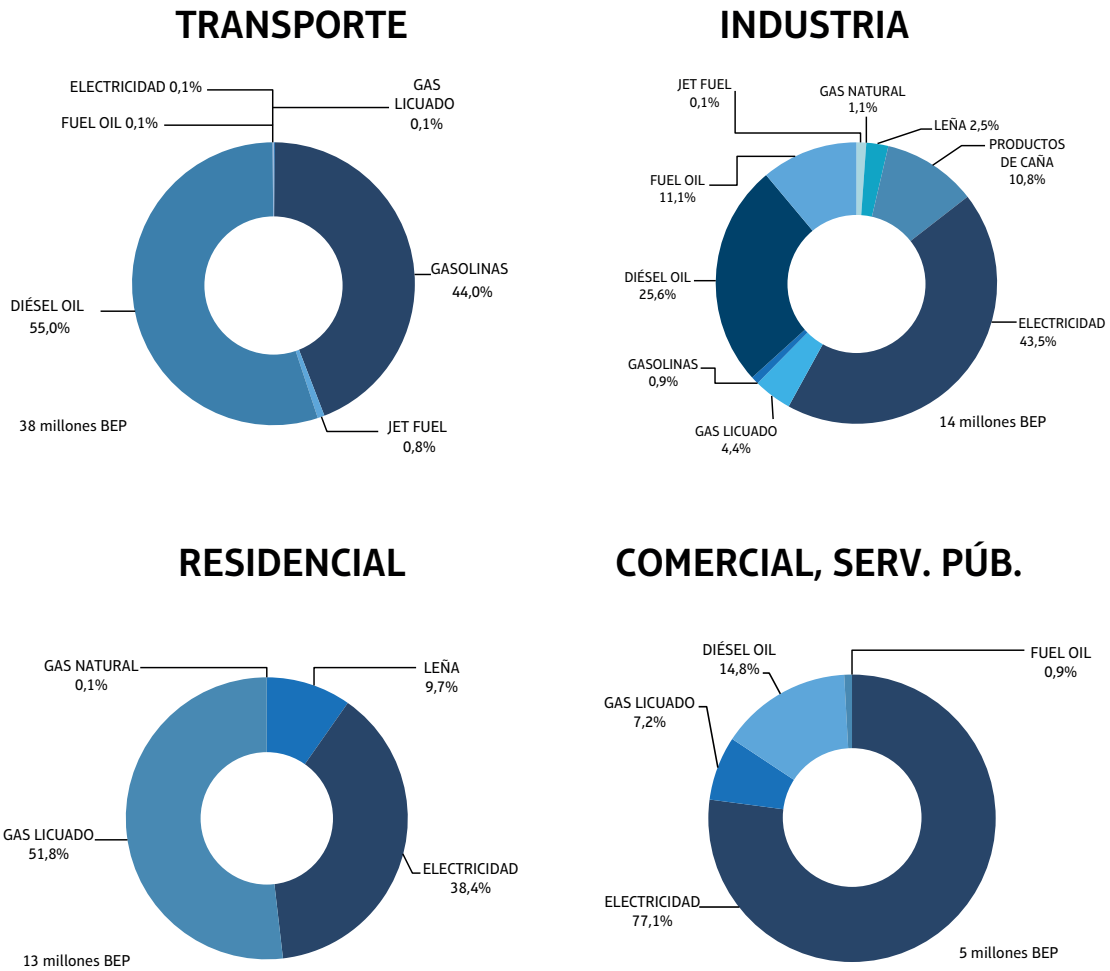 TRANSPORTE
ELECTRICIDAD 0,1%
GAS
LICUADO
0,1%
FUEL OIL 0,1%
GASOLINAS
44,0%
DIÉSEL OIL
55,0%
38 millones BEP
JET FUEL
0,8%
INDUSTRIA
JET FUEL
0,1%
GAS NATURAL
1,1%
LEÑA 2,5%
PRODUCTOS
DE CAÑA
10,8%
FUEL OIL
11,1%
DIÉSEL OIL
25,6%
ELECTRICIDAD
43,5%
GASOLINAS
0,9%
GAS LICUADO
4,4%
14 millones BEP
RESIDENCIAL
GAS NATURAL
0,1%
LEÑA
9,7%
GAS LICUADO
51,8%
ELECTRICIDAD
38,4%
13 millones BEP
COMERCIAL, SERV. PÚB.
DIÉSEL OIL
14,8%
FUEL OIL
0,9%
GAS LICUADO
7,2%
ELECTRICIDAD
77,1%
5 millones BEP